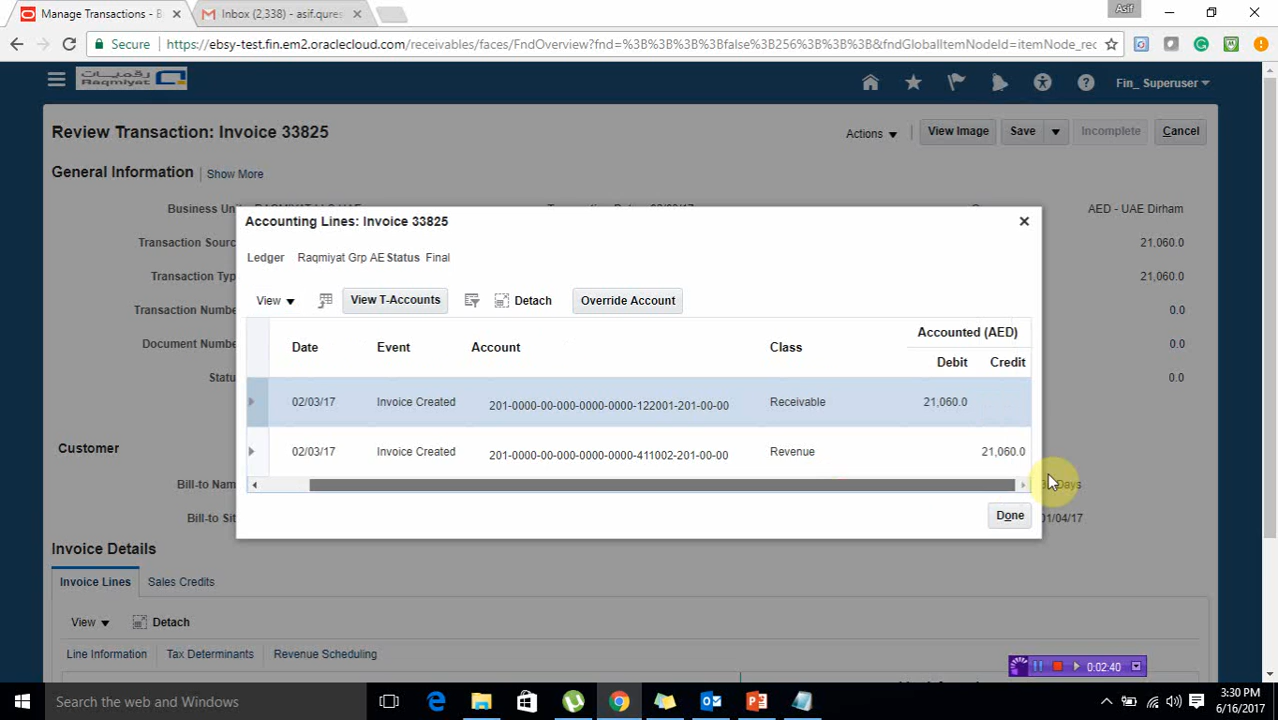 Manage Transactions - E
Inbox (2,338) - asif.qures
Asif
Secure
https://ebsy-test.fin.em2.oraclecloud.com/receivables/faces/FndOverview?fnd=%3B%3B%3B%3Bfalse%3B256%3B%3B%3B&fndGlobalItemNodeId=itemNode_rec
رقميات
Raqmiyat
Fin_ Superuser
Review Transaction: Invoice 33825
Actions
View Image
Save
Incomplete
Cancel
General Information
Show More
Business Uni
AED - UAE Dirham
Transaction Sourc
21,060.0
Transaction Typ
21,060.0
Transaction Numb
0.0
Document Numbe
0.0
Statu
0.0
Accounting Lines: Invoice 33825
Ledger Raqmiyat Grp AE Status Final
View
View T-Accounts
Detach
Override Account
Accounted (AED)
Date Event Account Class Debit Credit
02/03/17 Invoice Created 201-0000-00-000-0000-0000-122001-201-00-00 Receivable 21,060.0
02/03/17 Invoice Created 201-0000-00-000-0000-0000-411002-201-00-00 Revenue 21,060.0
Done
Customer
Bill-to Nam
Days
Bill-to Sit
01/04/17
Invoice Details
Invoice Lines
Sales Credits
View
Detach
Line Information
Tax Determinants
Revenue Scheduling
0:02:40
Search the web and Windows
3:30 PM
6/16/2017